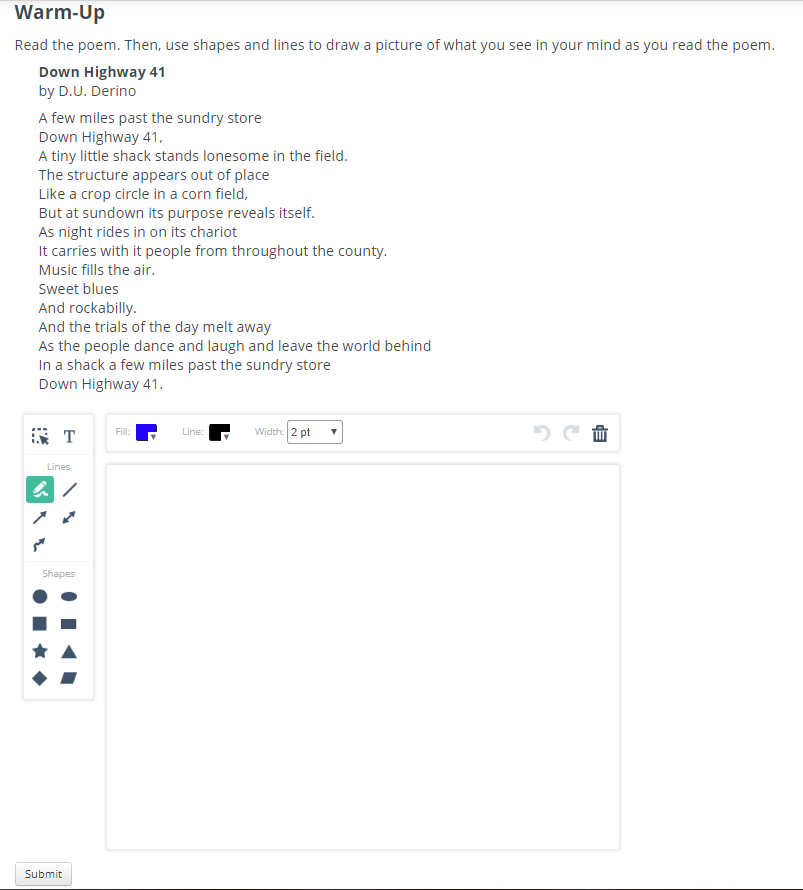 Warm-Up
Read the poem. Then, use shapes and lines to draw a picture of what you see in your mind as you read the poem.
Down Highway 41
by D.U. Derino
A few miles past the sundry store
Down Highway 41,
A tiny little shack stands lonesome in the field.
The structure appears out of place
Like a crop circle in a corn field,
But at sundown its purpose reveals itself.
As night rides in on its chariot
It carries with it people from throughout the county.
Music fills the air.
Sweet blues
And rockabilly.
And the trials of the day melt away
As the people dance and laugh and leave the world behind
In a shack a few miles past the sundry store
Down Highway 41.
T
Fill: Line: Width: 2 pt
Lines
Shapes
Submit